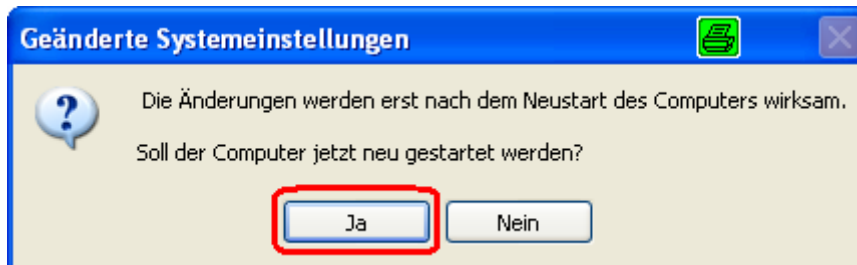 Geänderte Systemeinstellungen
Die Änderungen werden erst nach dem Neustart des Computers wirksam.
Soll der Computer jetzt neu gestartet werden?
Ja Nein